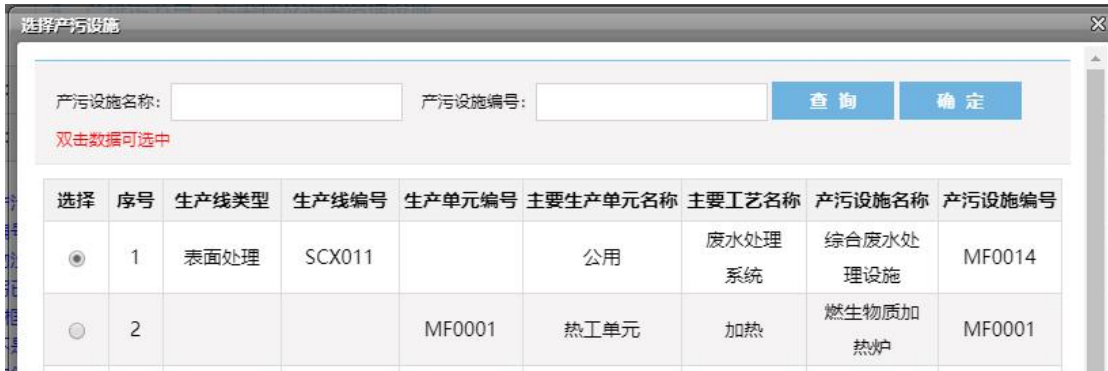 选择产污设施
产污设施名称: 产污设施编号: 查 询 确 定
双击数据可选中
选择 序号 生产线类型 生产线编号 生产单元编号 主要生产单元名称 主要工艺名称 产污设施名称 产污设施编号
1 表面处理 SCX011 公用 废水处理系统 综合废水处理设施 MF0014
2 MF0001 热工单元 加热 燃生物质加热炉 MF0001